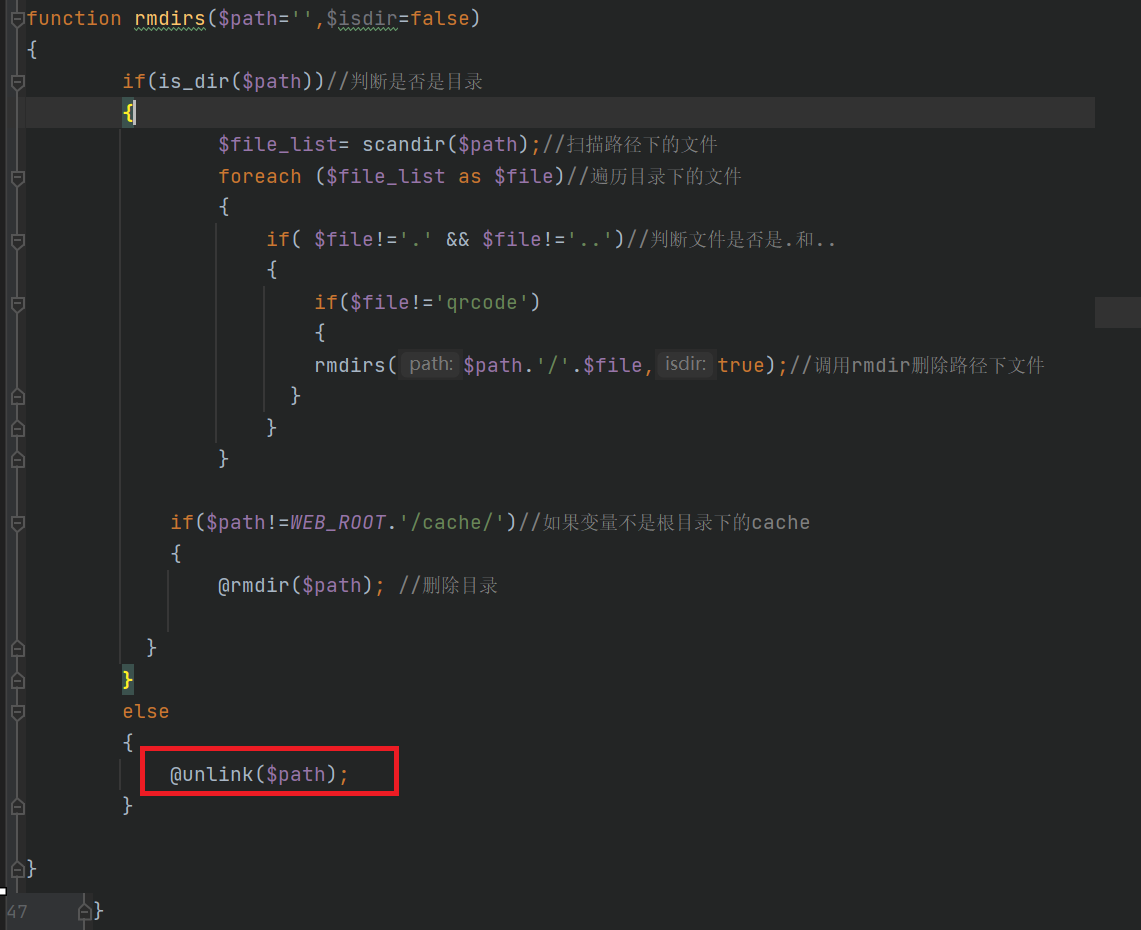 function rmdirs($path='',$isdir=false)
{
if(is_dir($path))//判断是否是目录
{
$file_list= scandir($path);//扫描路径下的文件
foreach ($file_list as $file)//遍历目录下的文件
{
if( $file!='.' && $file!='..')//判断文件是否是.和..
{
if($file!='qrcode')
{
rmdirs( path: $path.'/'.$file, isdir: true);//调用rmdir删除路径下文件
}
}
}
if($path!=WEB_ROOT.'/cache/')//如果变量不是根目录下的cache
{
@rmdir($path); //删除目录
}
}
else
{
@unlink($path);
}
}
47 }